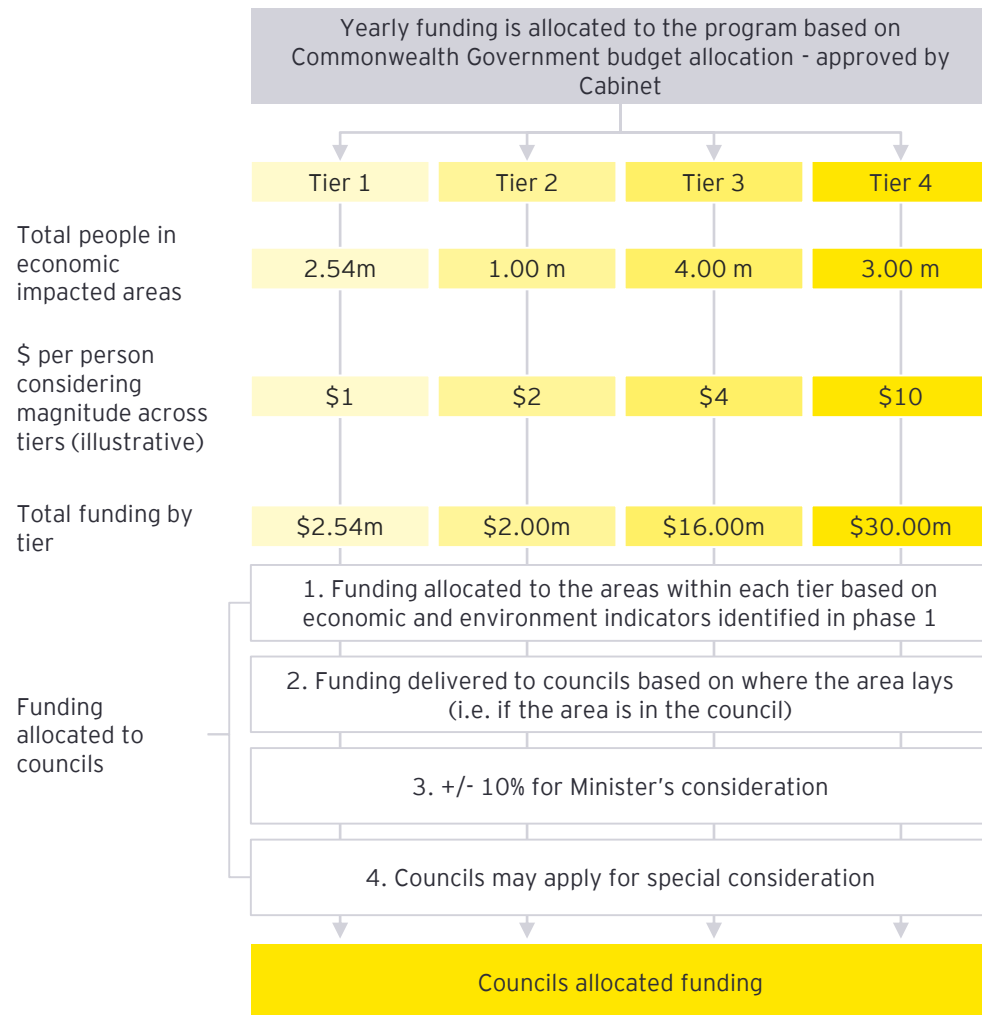 Yearly funding is allocated to the program based on
Commonwealth Government budget allocation - approved by
Cabinet
Tier 1
Tier 2
Tier 3
Tier 4
Total people in
economic
impacted areas
2.54m
1.00 m
4.00 m
3.00 m
$ per person
considering
magnitude across
tiers (illustrative)
$1
$2
$4
$10
Total funding by
tier
$2.54m
$2.00m
$16.00m
$30.00m
Funding
allocated to
councils
1. Funding allocated to the areas within each tier based on
economic and environment indicators identified in phase 1
2. Funding delivered to councils based on where the area lays
(i.e. if the area is in the council)
3. +/- 10% for Minister’s consideration
4. Councils may apply for special consideration
Councils allocated funding